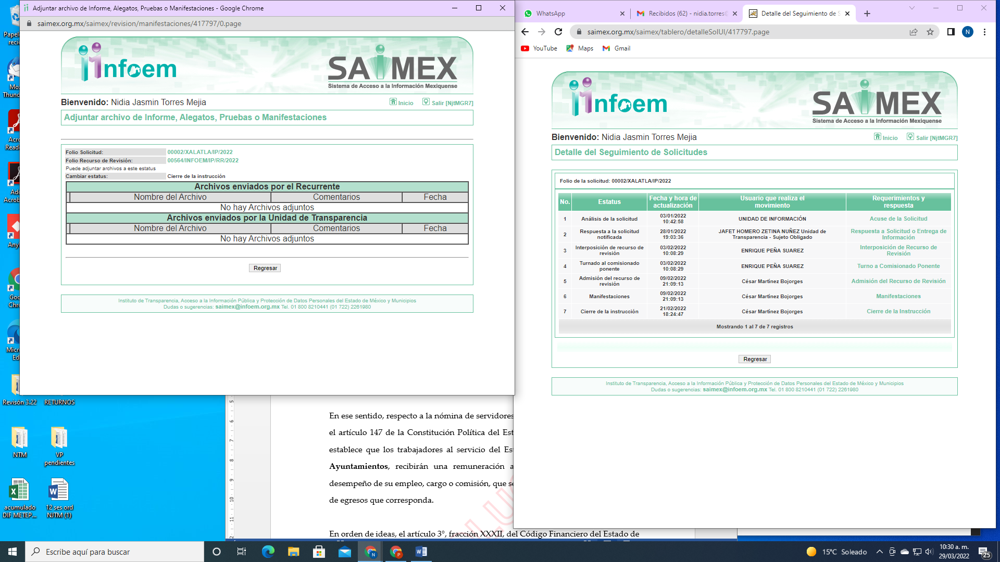 Adjuntar archivo de Informe, Alegatos, Pruebas o Manifestaciones - Google Chrome
saimex.org.mx/saimex/revision/manifestaciones/417797/0.page
infoem
SAIMEX
Sistema de Acceso a la Información Mexiquense
Bienvenido: Nidia Jasmin Torres Mejia
Inicio
Salir [NjtMGR7]
Adjuntar archivo de Informe, Alegatos, Pruebas o Manifestaciones
Folio Solicitud: 00002/XALATLA/IP/2022
Folio Recurso de Revisión: 00564/INFOEM/IP/RR/2022
Puede adjuntar archivos a este estatus
Cambiar estatus: Cierre de la instrucción
Archivos enviados por el Recurrente
Nombre del Archivo Comentarios Fecha
No hay Archivos adjuntos
Archivos enviados por la Unidad de Transparencia
Nombre del Archivo Comentarios Fecha
No hay Archivos adjuntos
Regresar
Instituto de Transparencia, Acceso a la Información Pública y Protección de Datos Personales del Estado de México y Municipios
Dudas o sugerencias: saimex@infoem.org.mx Tel. 01 800 8210441 (01 722) 2261980
WhatsApp
Recibidos (62) - nidia.torres
Detalle del Seguimiento de S
saimex.org.mx/saimex/tablero/detalleSolUI/417797.page
N
YouTube
Maps
Gmail
infoem
SAIMEX
Sistema de Acceso a la Información Mexiquense
Bienvenido: Nidia Jasmin Torres Mejia
Inicio
Salir [NjtMGR7]
Detalle del Seguimiento de Solicitudes
Folio de la solicitud: 00002/XALATLA/IP/2022
No. Estatus Fecha y hora de actualización Usuario que realiza el movimiento Requerimientos y respuesta
1 Análisis de la solicitud 03/01/2022 10:42:58 UNIDAD DE INFORMACIÓN Acuse de la Solicitud
2 Respuesta a la solicitud notificada 28/01/2022 19:03:36 JAFET HOMERO ZETINA NUÑEZ Unidad de Transparencia - Sujeto Obligado Respuesta a Solicitud o Entrega de Información
3 Interposición de recurso de revisión 03/02/2022 10:08:29 ENRIQUE PEÑA SUAREZ Interposición de Recurso de Revisión
4 Turnado al comisionado ponente 03/02/2022 10:08:29 ENRIQUE PEÑA SUAREZ Turno a Comisionado Ponente
5 Admisión del recurso de revisión 09/02/2022 21:09:13 César Martínez Bojorges Admisión del Recurso de Revisión
6 Manifestaciones 09/02/2022 21:09:13 César Martínez Bojorges Manifestaciones
7 Cierre de la instrucción 21/02/2022 18:24:47 César Martínez Bojorges Cierre de la Instrucción
Mostrando 1 al 7 de 7 registros
Regresar
Instituto de Transparencia, Acceso a la Información Pública y Protección de Datos Personales del Estado de México y Municipios
Dudas o sugerencias: saimex@infoem.org.mx Tel. 01 800 8210441 (01 722) 2261980
En ese sentido, respecto a la nómina de servidores
el artículo 147 de la Constitución Política del Est
establece que los trabajadores al servicio del Es
Ayuntamientos, recibirán una remuneración a
desempeño de su empleo, cargo o comisión, que se
de egresos que corresponda.
En orden de ideas, el artículo 3°, fracción XXXII, del Código Financiero del Estado de
Revisón 3.22
RETURNOS
NTM
VP pendientes
acumulado DIF METEP...
12 ses ord NJTM (1)
Escribe aquí para buscar
15°C Soleado
10:30 a. m.
29/03/2022
25